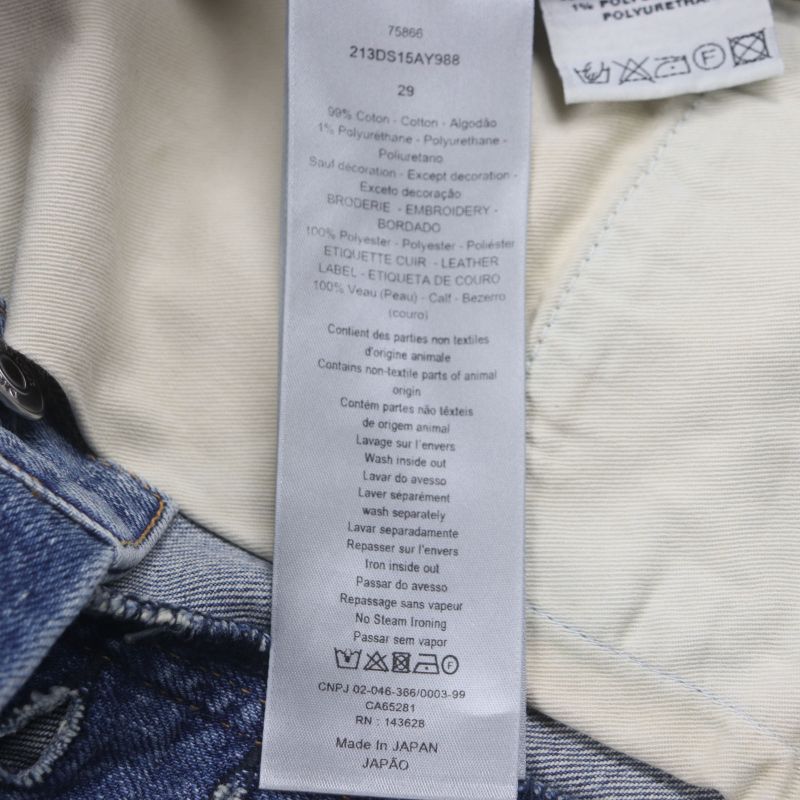 75866
213DS15AY988
29
99% Coton - Cotton - Algodão
1% Polyurethane - Polyurethane -
Poliuretano
Sauf décoration - Except decoration -
Exceto decoração
BRODERIE - EMBROIDERY -
BORDADO
100% Polyester - Polyester - Poliéster
ETIQUETTE CUIR - LEATHER
LABEL - ETIQUETA DE COURO
100% Veau (Peau) - Calf - Bezerro
(couro)
Contient des parties non textiles
d'origine animale
Contains non-textile parts of animal
origin
Contém partes não têxteis
de origem animal
Lavage sur l'envers
Wash inside out
Lavar do avesso
Laver séparément
wash separately
Lavar separadamente
Repasser sur l'envers
Iron inside out
Passar do avesso
Repassage sans vapeur
No Steam Ironing
Passar sem vapor
F
CNPJ 02-046-366/0003-99
CA65281
RN : 143628
Made In JAPAN
JAPÃO
POLYURETHA
F